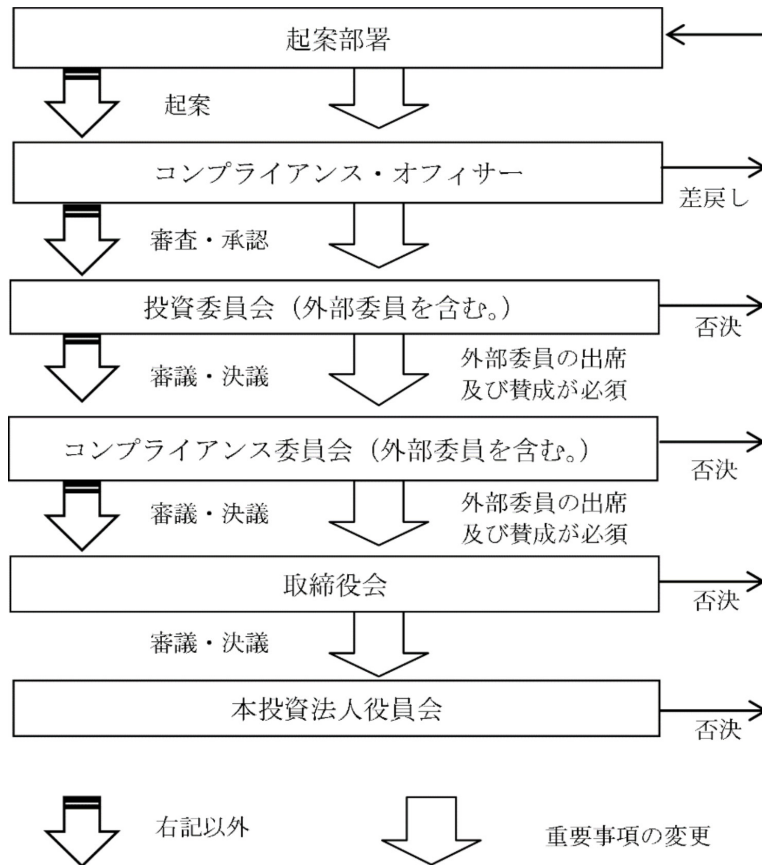 起案部署
起案
コンプライアンス・オフィサー
差戻し
審査・承認
投資委員会（外部委員を含む。）
否決
審議・決議
外部委員の出席
及び賛成が必須
コンプライアンス委員会（外部委員を含む。）
否決
審議・決議
外部委員の出席
及び賛成が必須
取締役会
否決
審議・決議
本投資法人役員会
否決
右記以外
重要事項の変更